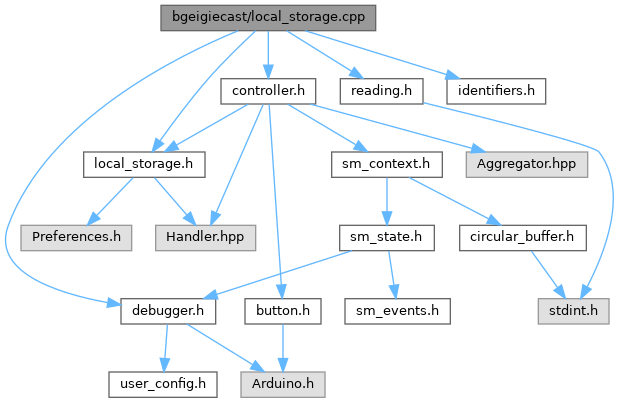 bgeigiecast/local_storage.cpp
controller.h
reading.h
identifiers.h
local_storage.h
sm_context.h
Aggregator.hpp
Preferences.h
Handler.hpp
sm_state.h
circular_buffer.h
debugger.h
button.h
sm_events.h
stdint.h
user_config.h
Arduino.h